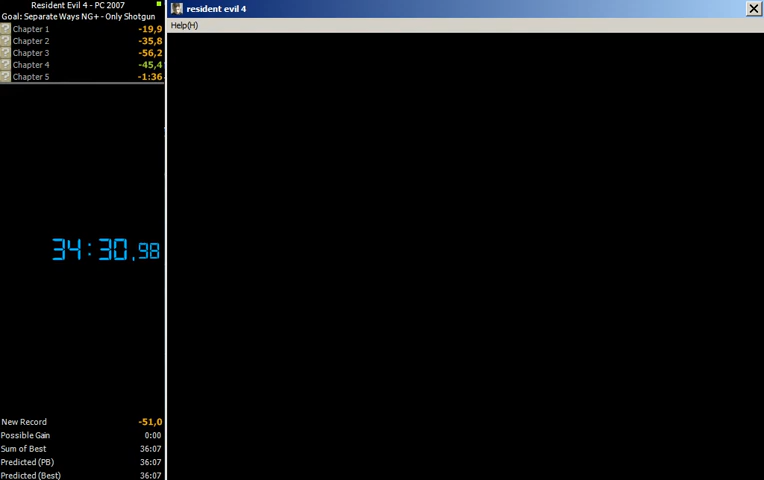 Resident Evil 4 - PC 2007
Goal: Separate Ways NG+ - Only Shotgun
Chapter 1 -19,9
Chapter 2 -35,8
Chapter 3 -56,2
Chapter 4 -45,4
Chapter 5 -1:36
34:30,98
New Record -51,0
Possible Gain 0:00
Sum of Best 36:07
Predicted (PB) 36:07
Predicted (Best) 36:07
resident evil 4
Help(H)